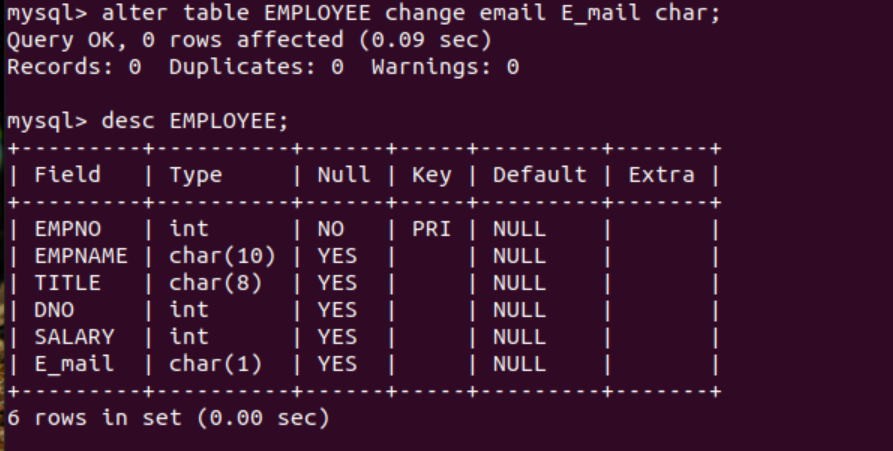 mysql> alter table EMPLOYEE change email E_mail char;
Query OK, 0 rows affected (0.09 sec)
Records: 0  Duplicates: 0  Warnings: 0

mysql> desc EMPLOYEE;
+---------+----------+------+-----+---------+-------+
| Field   | Type     | Null | Key | Default | Extra |
+---------+----------+------+-----+---------+-------+
| EMPNO   | int      | NO   | PRI | NULL    |       |
| EMPNAME | char(10) | YES  |     | NULL    |       |
| TITLE   | char(8)  | YES  |     | NULL    |       |
| DNO     | int      | YES  |     | NULL    |       |
| SALARY  | int      | YES  |     | NULL    |       |
| E_mail  | char(1)  | YES  |     | NULL    |       |
+---------+----------+------+-----+---------+-------+
6 rows in set (0.00 sec)